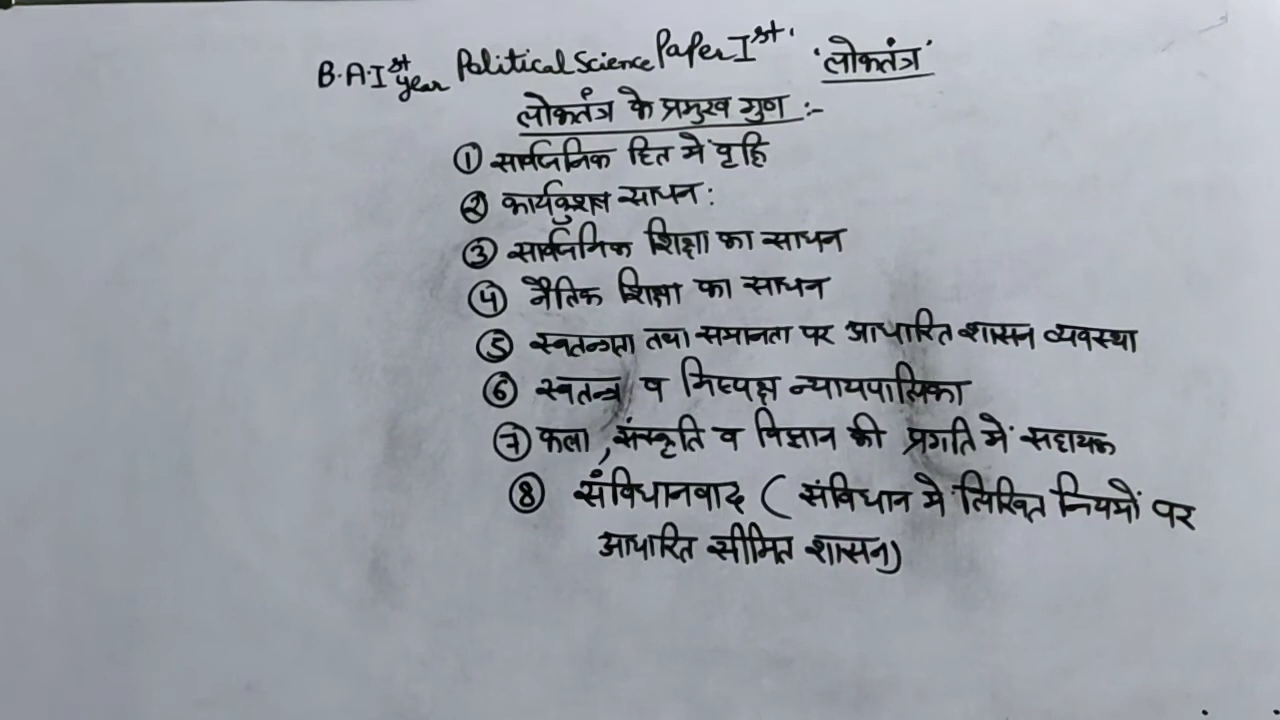 B.A.Ist year Political Science Paper Ist. 'लोकतंत्र'
लोकतंत्र के प्रमुख गुण :-
① सार्वजनिक हित में वृद्धि
② कार्यकुशल साधन :
③ सार्वजनिक शिक्षा का साधन
④ नैतिक शिक्षा का साधन
⑤ स्वतन्त्रता तथा समानता पर आधारित शासन व्यवस्था
⑥ स्वतन्त्र व निष्पक्ष न्यायपालिका
⑦ कला, संस्कृति व विज्ञान की प्रगति में सहायक
⑧ संविधानवाद ( संविधान में लिखित नियमों पर
आधारित सीमित शासन)